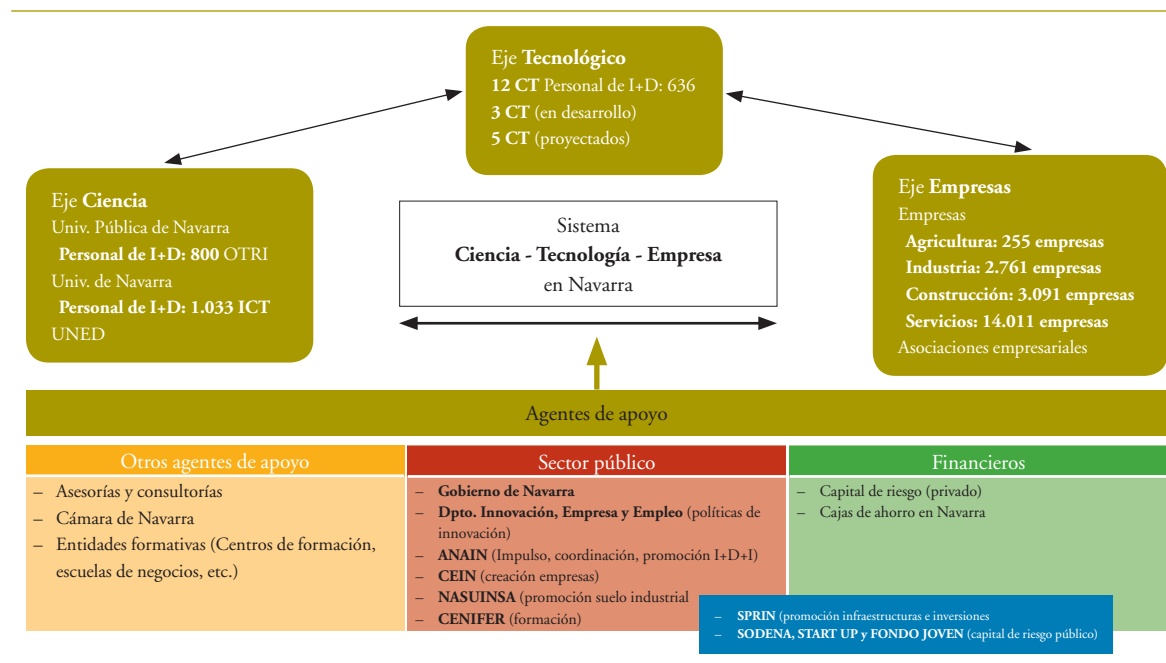 Eje Tecnológico
12 CT Personal de I+D: 636
3 CT (en desarrollo)
5 CT (proyectados)
Eje Ciencia
Univ. Pública de Navarra
Personal de I+D: 800 OTRI
Univ. de Navarra
Personal de I+D: 1.033 ICT
UNED
Sistema
Ciencia - Tecnología - Empresa
en Navarra
Eje Empresas
Empresas
Agricultura: 255 empresas
Industria: 2.761 empresas
Construcción: 3.091 empresas
Servicios: 14.011 empresas
Asociaciones empresariales
Agentes de apoyo
Otros agentes de apoyo
– Asesorías y consultorías
– Cámara de Navarra
– Entidades formativas (Centros de formación,
escuelas de negocios, etc.)
Sector público
– Gobierno de Navarra
– Dpto. Innovación, Empresa y Empleo (políticas de
innovación)
– ANAIN (Impulso, coordinación, promoción I+D+I)
– CEIN (creación empresas)
– NASUINSA (promoción suelo industrial
– CENIFER (formación)
Financieros
– Capital de riesgo (privado)
– Cajas de ahorro en Navarra
– SPRIN (promoción infraestructuras e inversiones
– SODENA, START UP y FONDO JOVEN (capital de riesgo público)